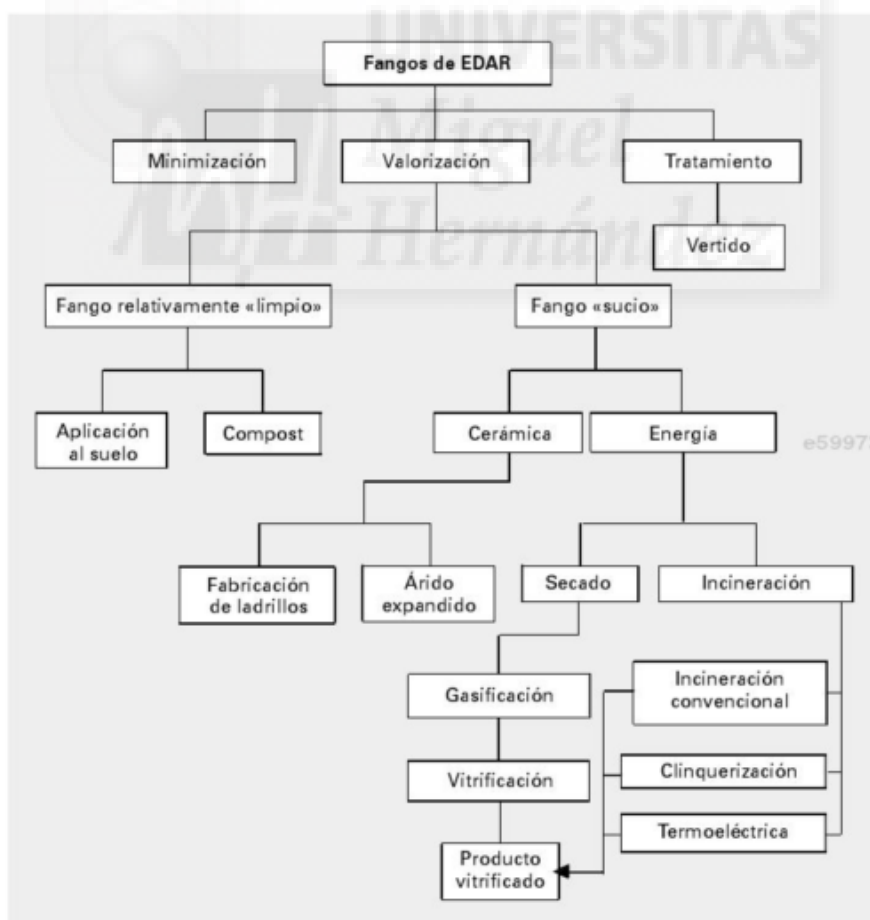 UNIVERSITAS
Miguel
Hernández
Fangos de EDAR
Minimización
Valorización
Tratamiento
Vertido
Fango relativamente «limpio»
Fango «sucio»
Aplicación
al suelo
Compost
Cerámica
Energía
e5997
Fabricación
de ladrillos
Árido
expandido
Secado
Incineración
Gasificación
Incineración
convencional
Vitrificación
Clinquerización
Termoeléctrica
Producto
vitrificado